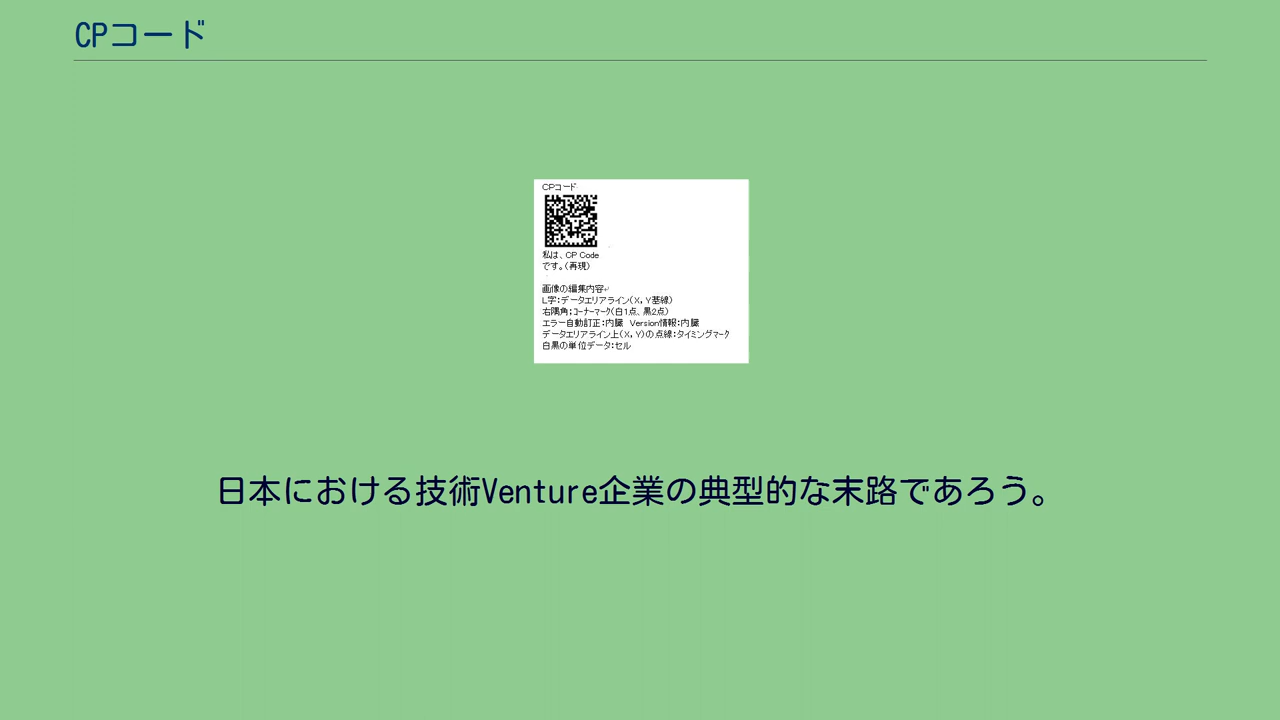 CPコード
CPコード
私は、CP Code
です。(再現)
画像の編集内容
L字:データエリアライン(X, Y基線)
右隅角;コーナーマーク(白1点、黒2点)
エラー自動訂正:内臓 Version情報:内臓
データエリアライン上(X, Y)の点線:タイミングマーク
白黒の単位データ:セル
日本における技術Venture企業の典型的な末路であろう。